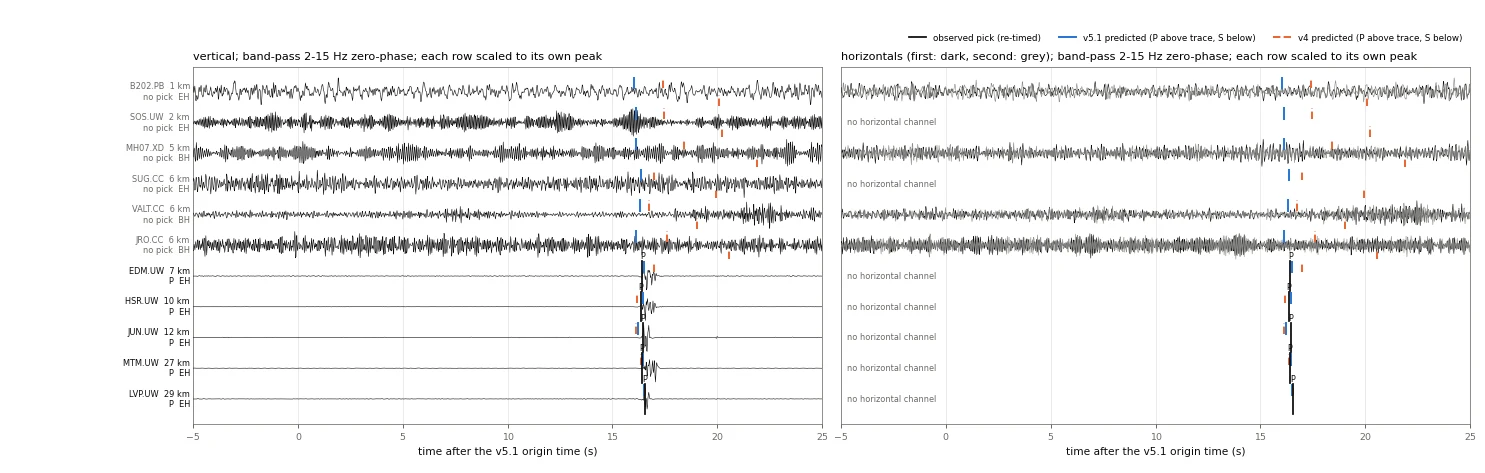 observed pick (re-timed)
v5.1 predicted (P above trace, S below)
v4 predicted (P above trace, S below)
vertical; band-pass 2-15 Hz zero-phase; each row scaled to its own peak
horizontals (first: dark, second: grey); band-pass 2-15 Hz zero-phase; each row scaled to its own peak
B202.PB 1 km
no pick EH
SOS.UW 2 km
no pick EH
no horizontal channel
MH07.XD 5 km
no pick BH
SUG.CC 6 km
no pick EH
no horizontal channel
VALT.CC 6 km
no pick BH
JRO.CC 6 km
no pick EH
P
P
EDM.UW 7 km
P EH
no horizontal channel
P
P
HSR.UW 10 km
P EH
no horizontal channel
P
P
JUN.UW 12 km
P EH
no horizontal channel
P
P
MTM.UW 27 km
P EH
no horizontal channel
P
P
LVP.UW 29 km
P EH
no horizontal channel
−5 0 5 10 15 20 25
−5 0 5 10 15 20 25
time after the v5.1 origin time (s)
time after the v5.1 origin time (s)